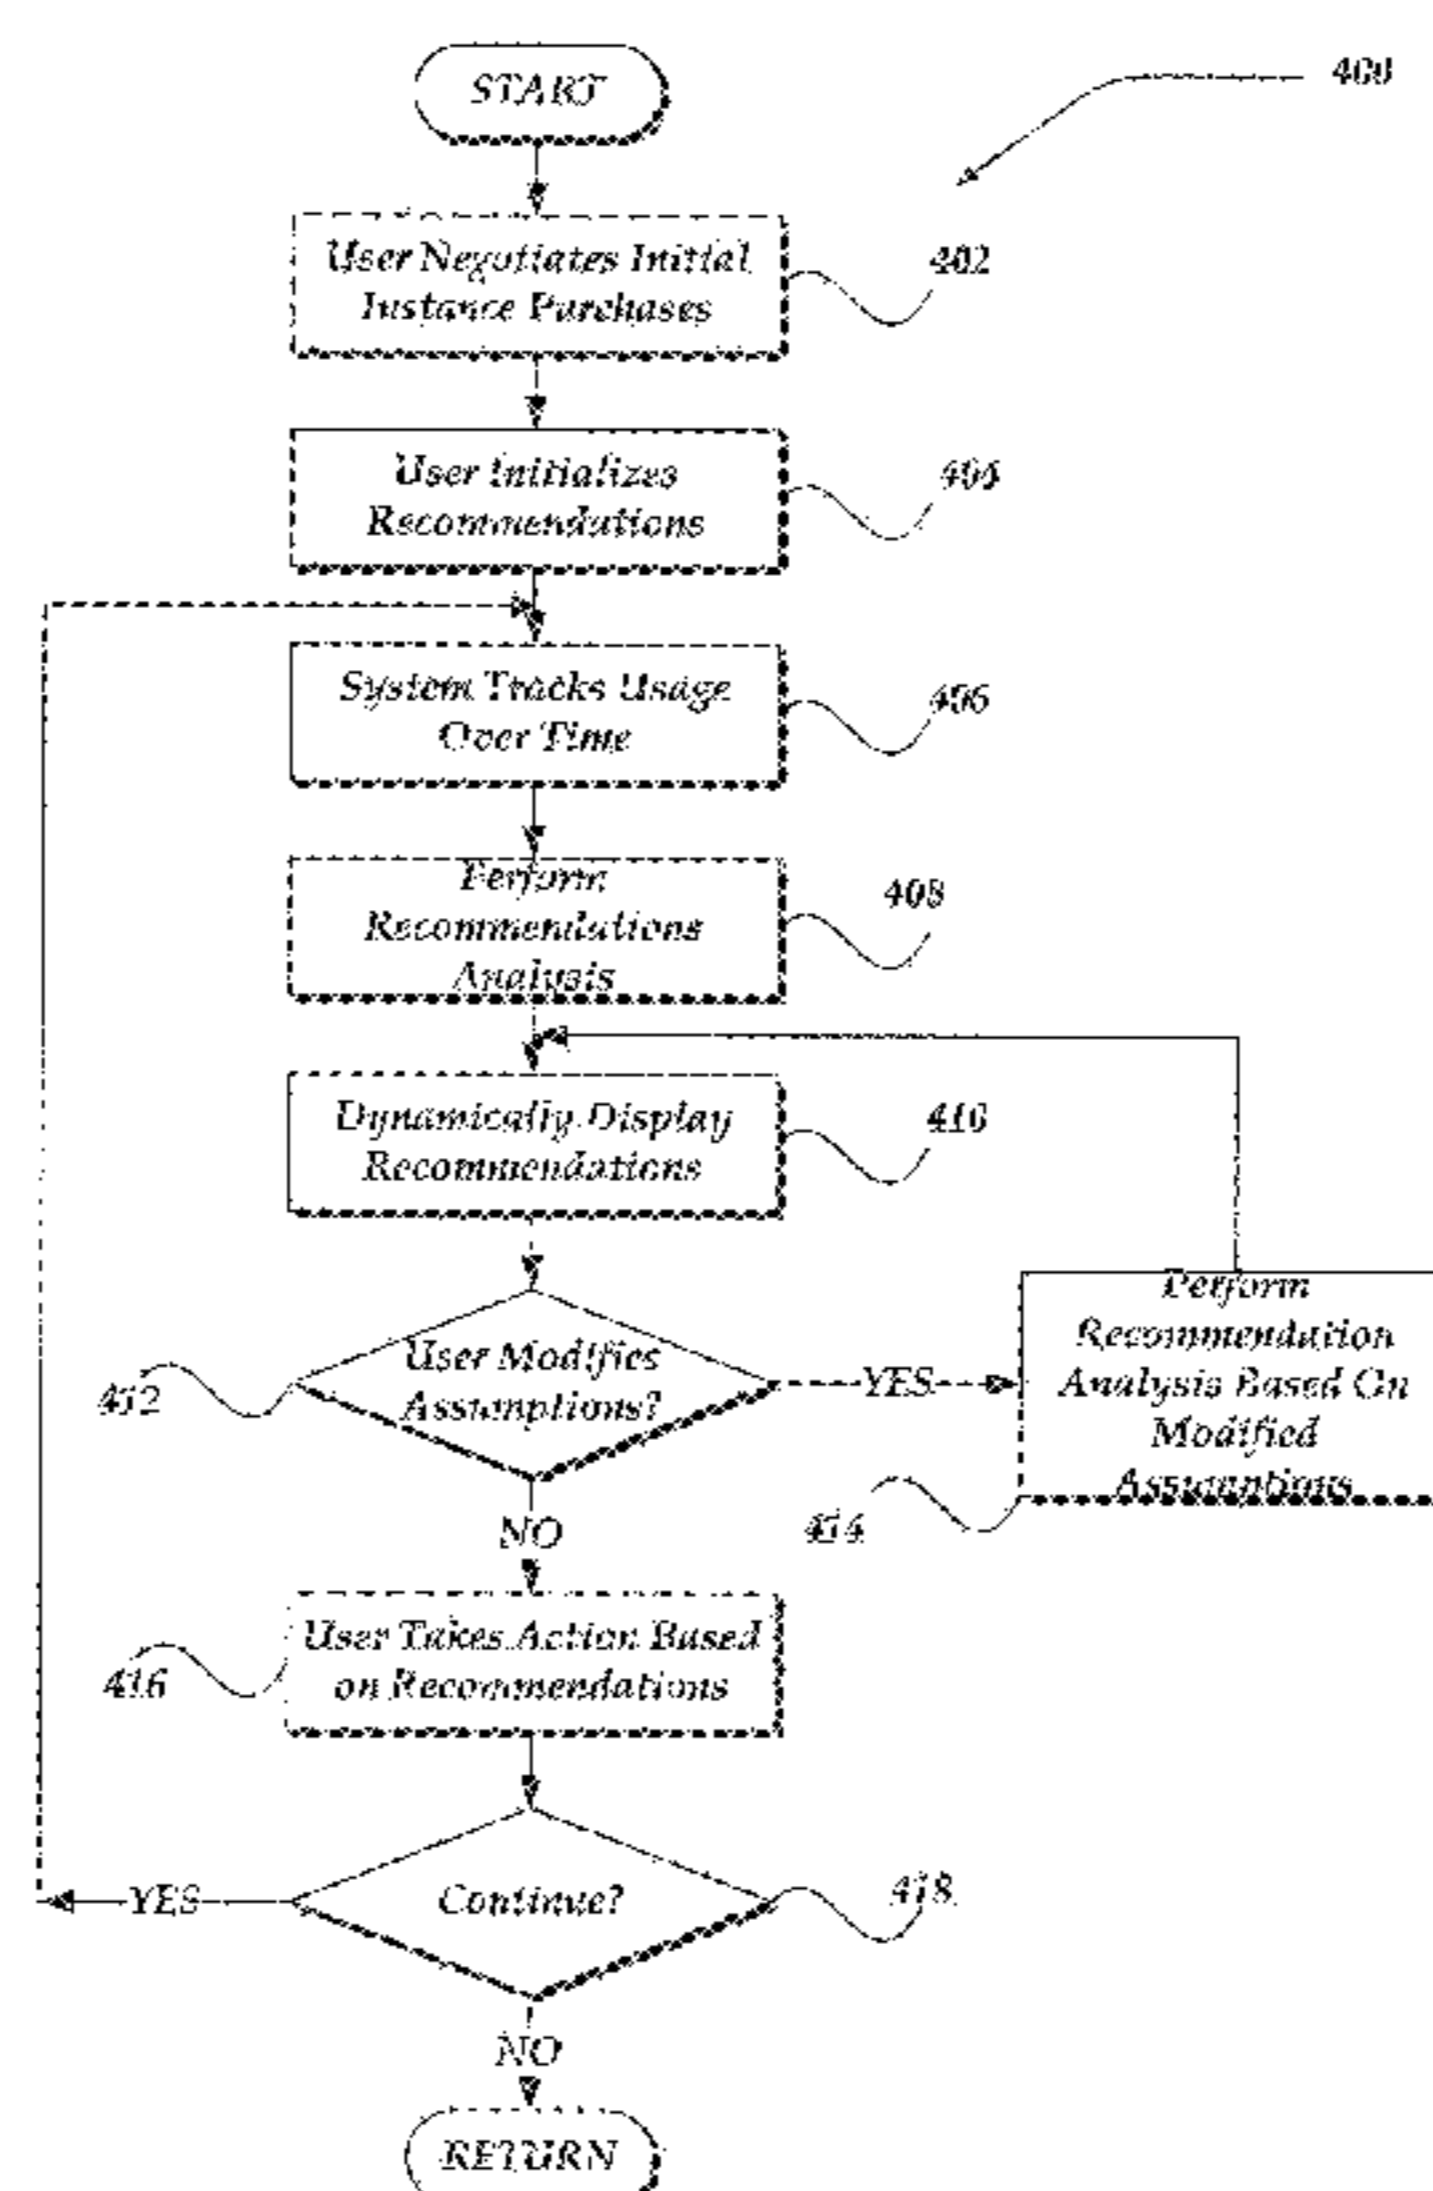 START
400
User Negotiates Initial
Instance Purchases
402
User Initializes
Recommendations
404
System Tracks Usage
Over Time
406
Perform
Recommendations
Analysis
408
Dynamically Display
Recommendations
410
User Modifies
Assumptions?
412
YES
Perform
Recommendation
Analysis Based On
Modified
Assumptions
414
NO
User Takes Action Based
on Recommendations
416
Continue?
418
YES
NO
RETURN